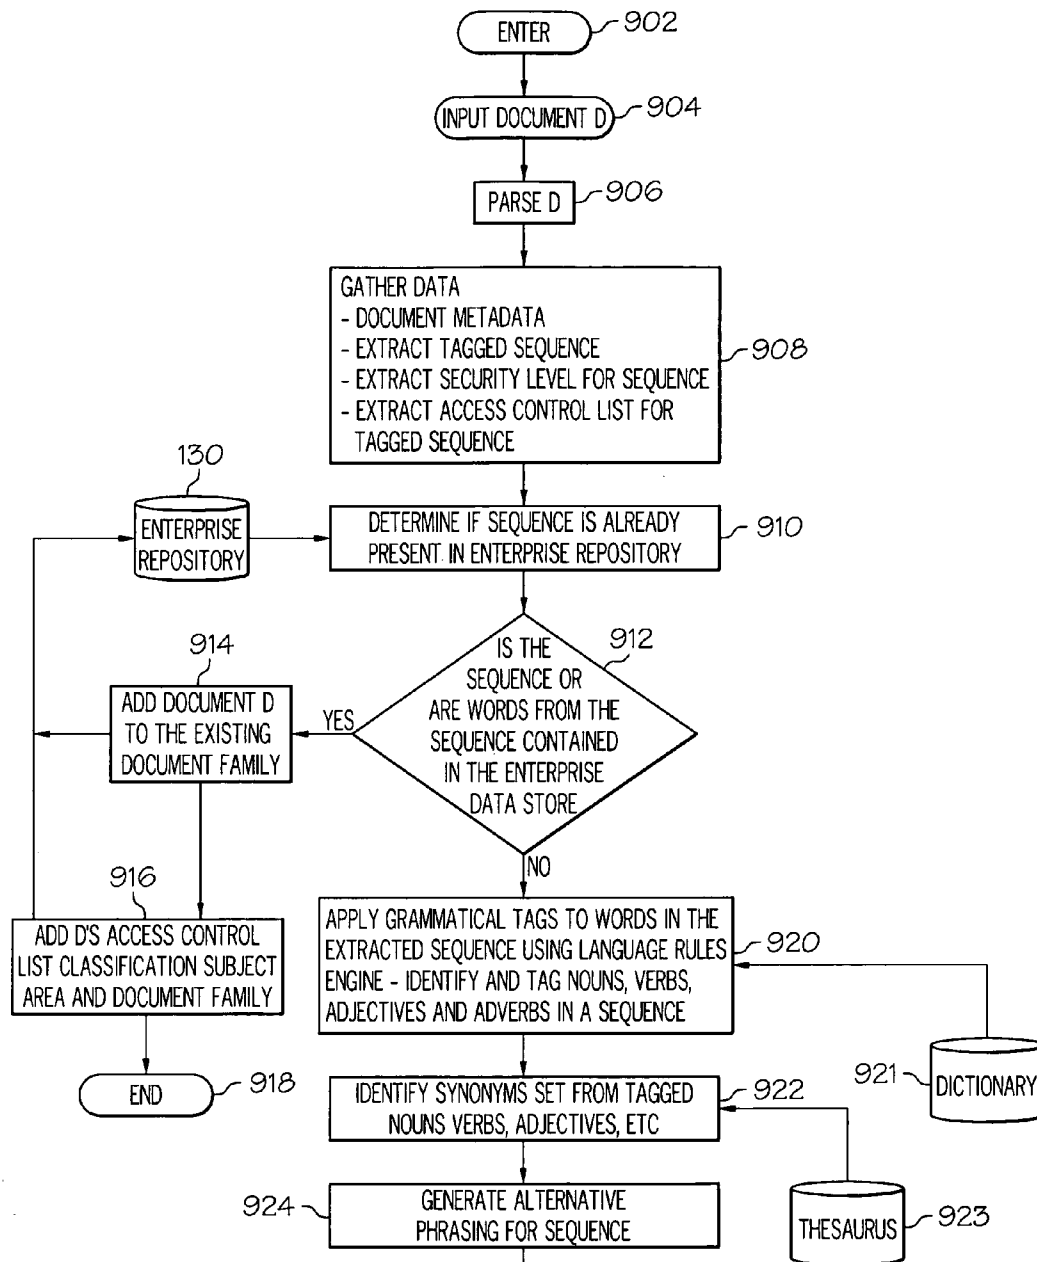 ENTER
902
INPUT DOCUMENT D
904
PARSE D
906
GATHER DATA
- DOCUMENT METADATA
- EXTRACT TAGGED SEQUENCE
- EXTRACT SECURITY LEVEL FOR SEQUENCE
- EXTRACT ACCESS CONTROL LIST FOR
TAGGED SEQUENCE
908
130
ENTERPRISE
REPOSITORY
DETERMINE IF SEQUENCE IS ALREADY
PRESENT IN ENTERPRISE REPOSITORY
910
912
IS THE
SEQUENCE OR
ARE WORDS FROM THE
SEQUENCE CONTAINED
IN THE ENTERPRISE
DATA STORE
YES
914
ADD DOCUMENT D
TO THE EXISTING
DOCUMENT FAMILY
NO
916
ADD D'S ACCESS CONTROL
LIST CLASSIFICATION SUBJECT
AREA AND DOCUMENT FAMILY
END
918
APPLY GRAMMATICAL TAGS TO WORDS IN THE
EXTRACTED SEQUENCE USING LANGUAGE RULES
ENGINE - IDENTIFY AND TAG NOUNS, VERBS,
ADJECTIVES AND ADVERBS IN A SEQUENCE
920
921
DICTIONARY
IDENTIFY SYNONYMS SET FROM TAGGED
NOUNS VERBS, ADJECTIVES, ETC
922
924
GENERATE ALTERNATIVE
PHRASING FOR SEQUENCE
THESAURUS
923